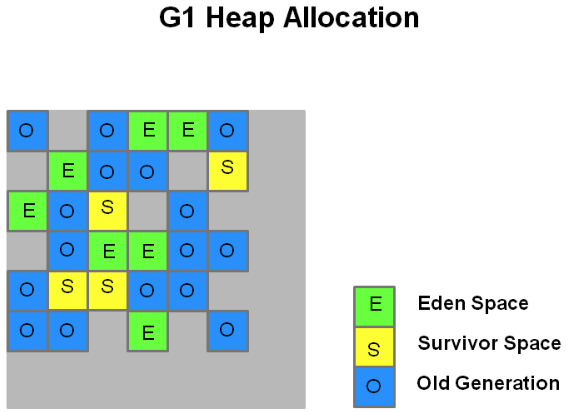 G1 Heap Allocation
O O E E O
E O O S
E O S O
O E E O O
O S S O O
O O E O
E Eden Space
S Survivor Space
O Old Generation